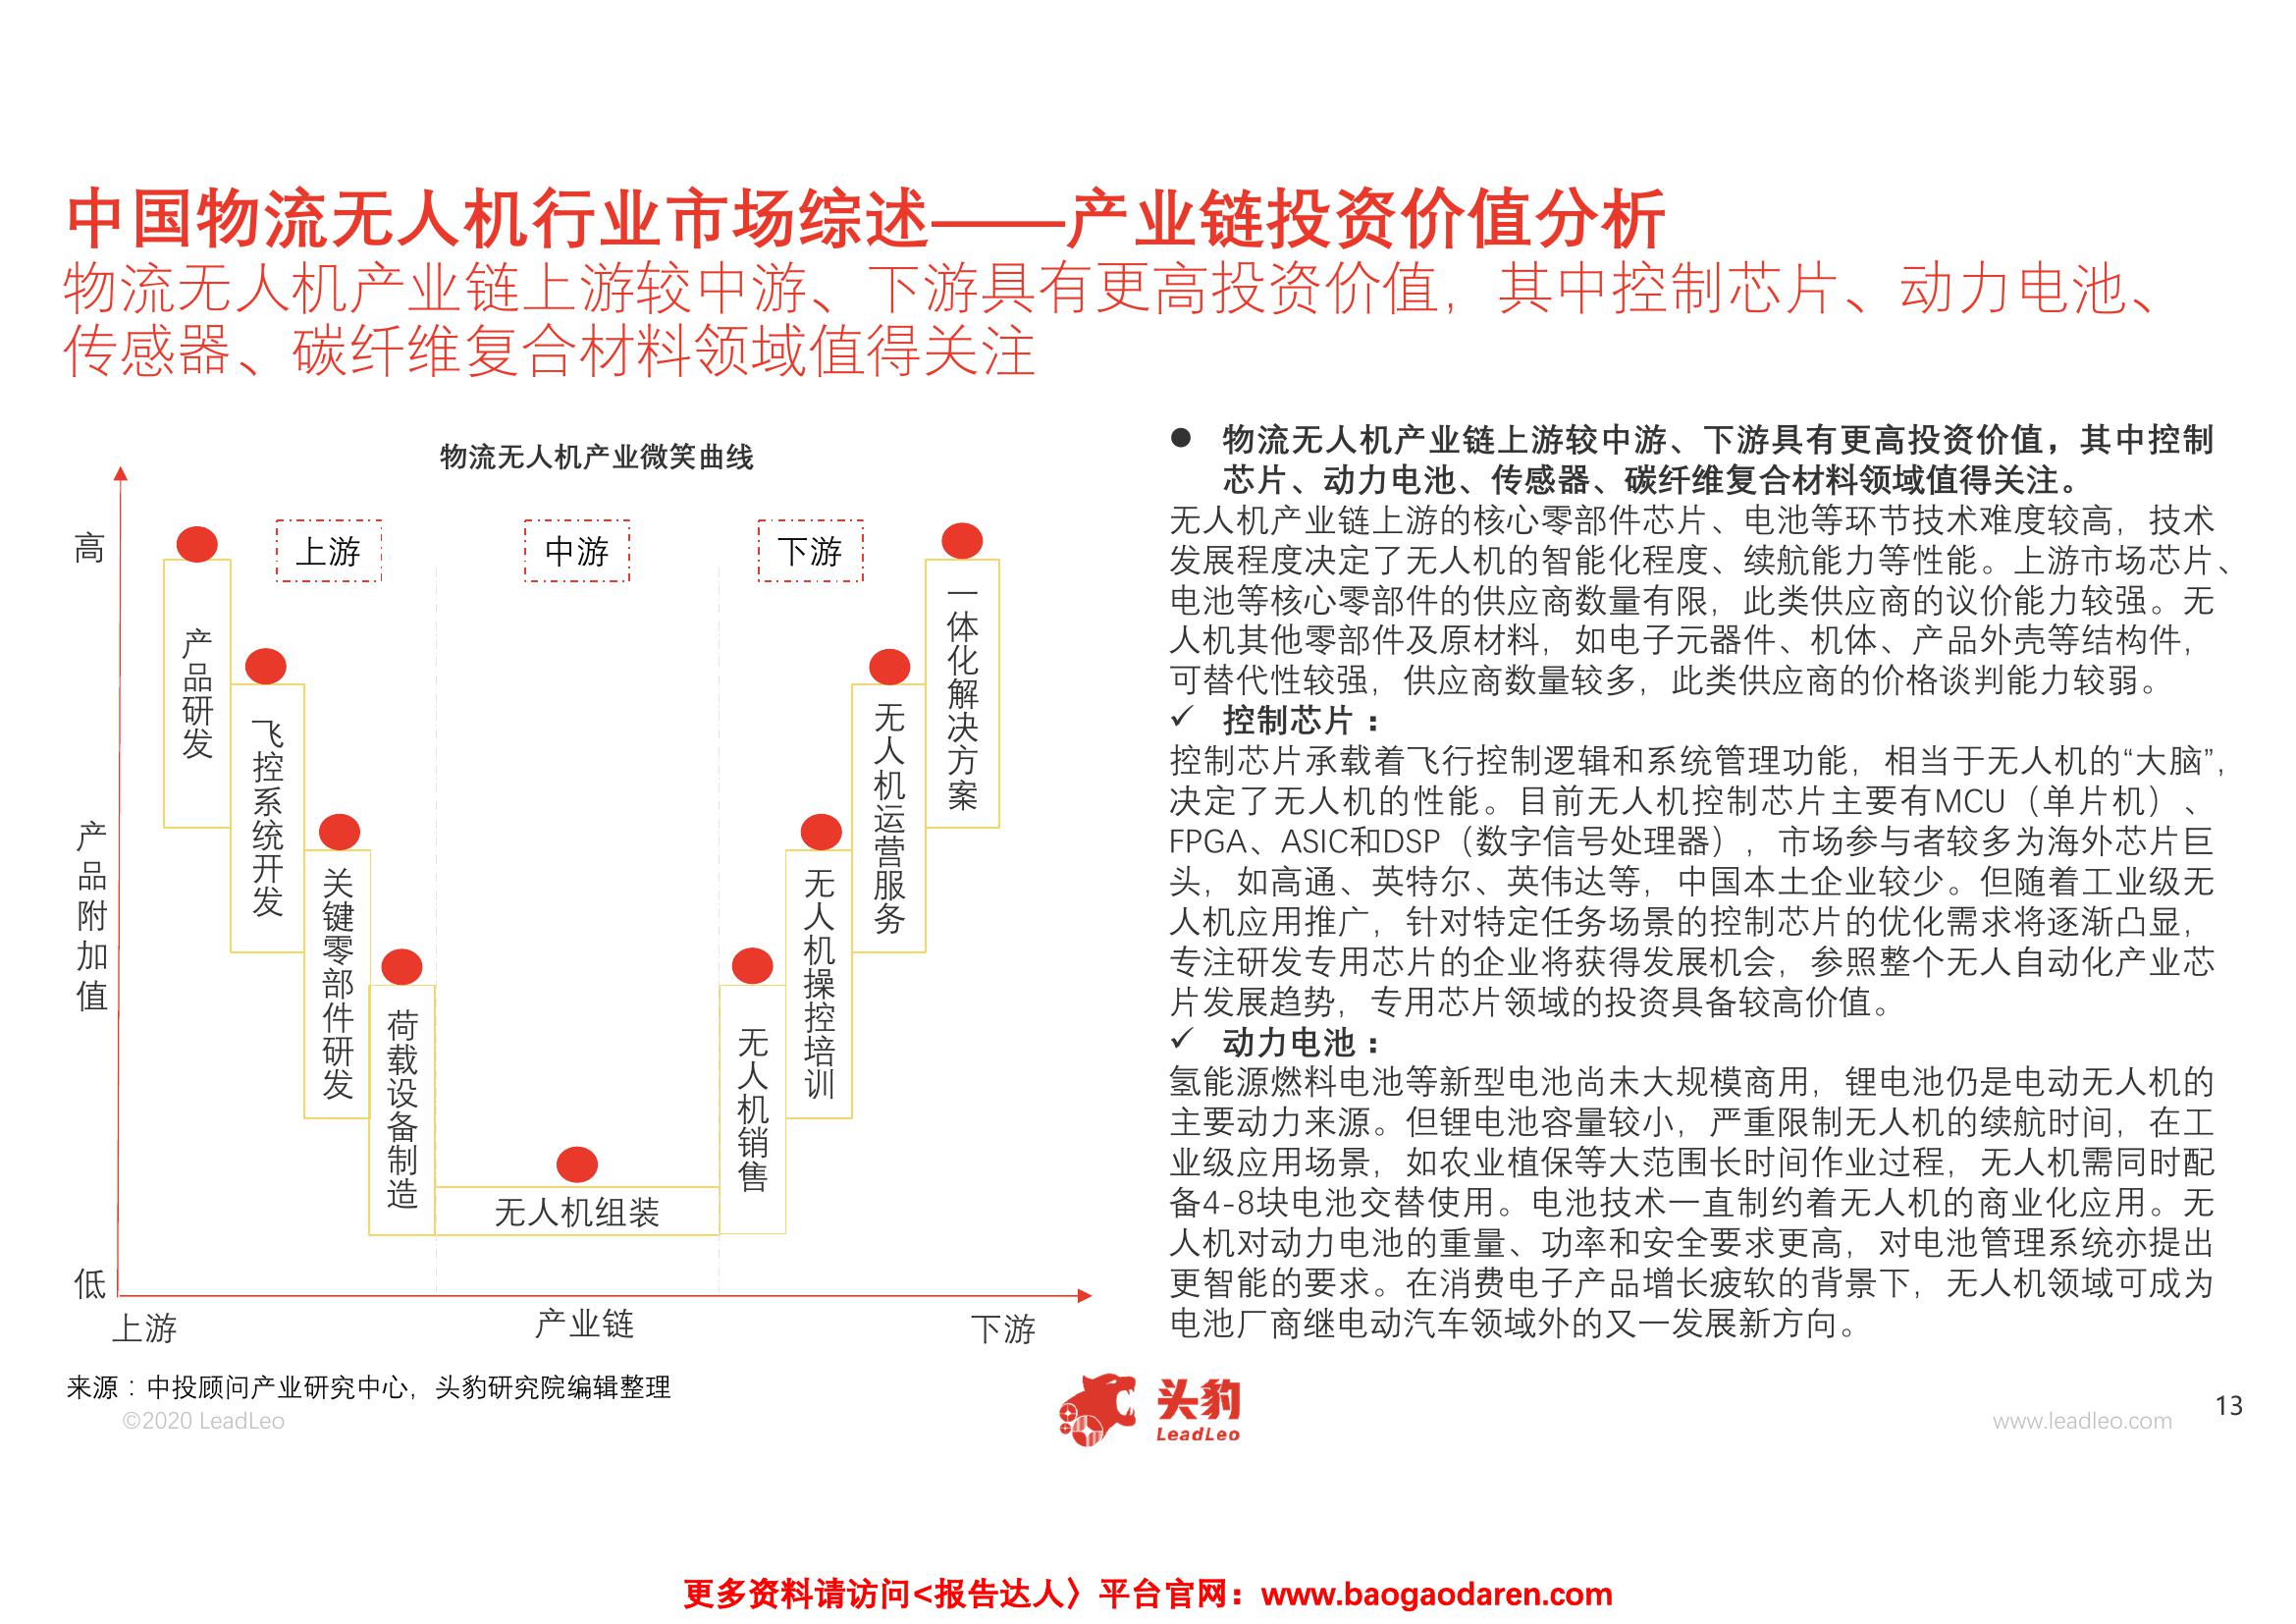 中国物流无人机行业市场综述——产业链投资价值分析
物流无人机产业链上游较中游、下游具有更高投资价值，其中控制芯片、动力电池、
传感器、碳纤维复合材料领域值得关注
物流无人机产业微笑曲线
高
产品附加值
低
上游
中游
下游
产品研发
飞控系统开发
关键零部件研发
荷载设备制造
无人机组装
无人机销售
无人机操控培训
无人机运营服务
一体化解决方案
上游
产业链
下游
● 物流无人机产业链上游较中游、下游具有更高投资价值，其中控制
芯片、动力电池、传感器、碳纤维复合材料领域值得关注。
无人机产业链上游的核心零部件芯片、电池等环节技术难度较高，技术
发展程度决定了无人机的智能化程度、续航能力等性能。上游市场芯片、
电池等核心零部件的供应商数量有限，此类供应商的议价能力较强。无
人机其他零部件及原材料，如电子元器件、机体、产品外壳等结构件，
可替代性较强，供应商数量较多，此类供应商的价格谈判能力较弱。
✓ 控制芯片：
控制芯片承载着飞行控制逻辑和系统管理功能，相当于无人机的“大脑”，
决定了无人机的性能。目前无人机控制芯片主要有MCU（单片机）、
FPGA、ASIC和DSP（数字信号处理器），市场参与者较多为海外芯片巨
头，如高通、英特尔、英伟达等，中国本土企业较少。但随着工业级无
人机应用推广，针对特定任务场景的控制芯片的优化需求将逐渐凸显，
专注研发专用芯片的企业将获得发展机会，参照整个无人自动化产业芯
片发展趋势，专用芯片领域的投资具备较高价值。
✓ 动力电池：
氢能源燃料电池等新型电池尚未大规模商用，锂电池仍是电动无人机的
主要动力来源。但锂电池容量较小，严重限制无人机的续航时间，在工
业级应用场景，如农业植保等大范围长时间作业过程，无人机需同时配
备4-8块电池交替使用。电池技术一直制约着无人机的商业化应用。无
人机对动力电池的重量、功率和安全要求更高，对电池管理系统亦提出
更智能的要求。在消费电子产品增长疲软的背景下，无人机领域可成为
电池厂商继电动汽车领域外的又一发展新方向。
来源：中投顾问产业研究中心，头豹研究院编辑整理
©2020 LeadLeo
头豹
LeadLeo
www.leadleo.com
13
更多资料请访问<报告达人〉平台官网：www.baogaodaren.com